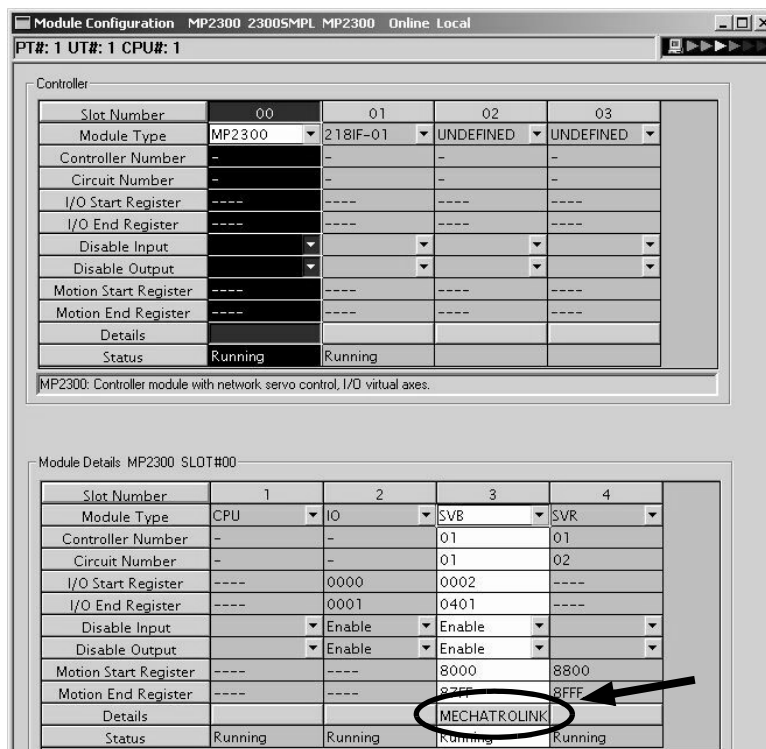 Module Configuration MP2300 2300SMPL MP2300 Online Local
PT#: 1 UT#: 1 CPU#: 1
Controller
Slot Number 00 01 02 03
Module Type MP2300 218IF-01 UNDEFINED UNDEFINED
Controller Number - - - -
Circuit Number - - - -
I/O Start Register ---- ---- ---- ----
I/O End Register ---- ---- ---- ----
Disable Input
Disable Output
Motion Start Register ---- ---- ---- ----
Motion End Register ---- ---- ---- ----
Details
Status Running Running
MP2300: Controller module with network servo control, I/O virtual axes.
Module Details MP2300 SLOT#00
Slot Number 1 2 3 4
Module Type CPU IO SVB SVR
Controller Number - - 01 01
Circuit Number - - 01 02
I/O Start Register ---- 0000 0002 ----
I/O End Register ---- 0001 0401 ----
Disable Input Enable Enable
Disable Output Enable Enable
Motion Start Register ---- ---- 8000 8800
Motion End Register ---- ---- 87FF 8FFF
Details MECHATROLINK
Status Running Running Running Running